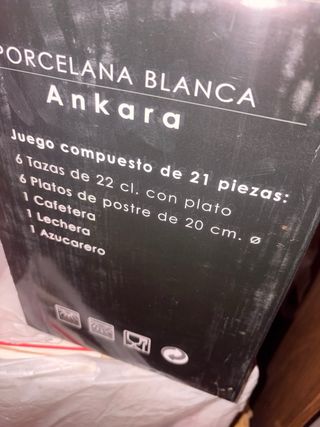 PORCELANA BLANCA
Ankara
Juego compuesto de 21 piezas:
6 Tazas de 22 cl. con plato
6 Platos de postre de 20 cm. ø
1 Cafetera
1 Lechera
1 Azucarero